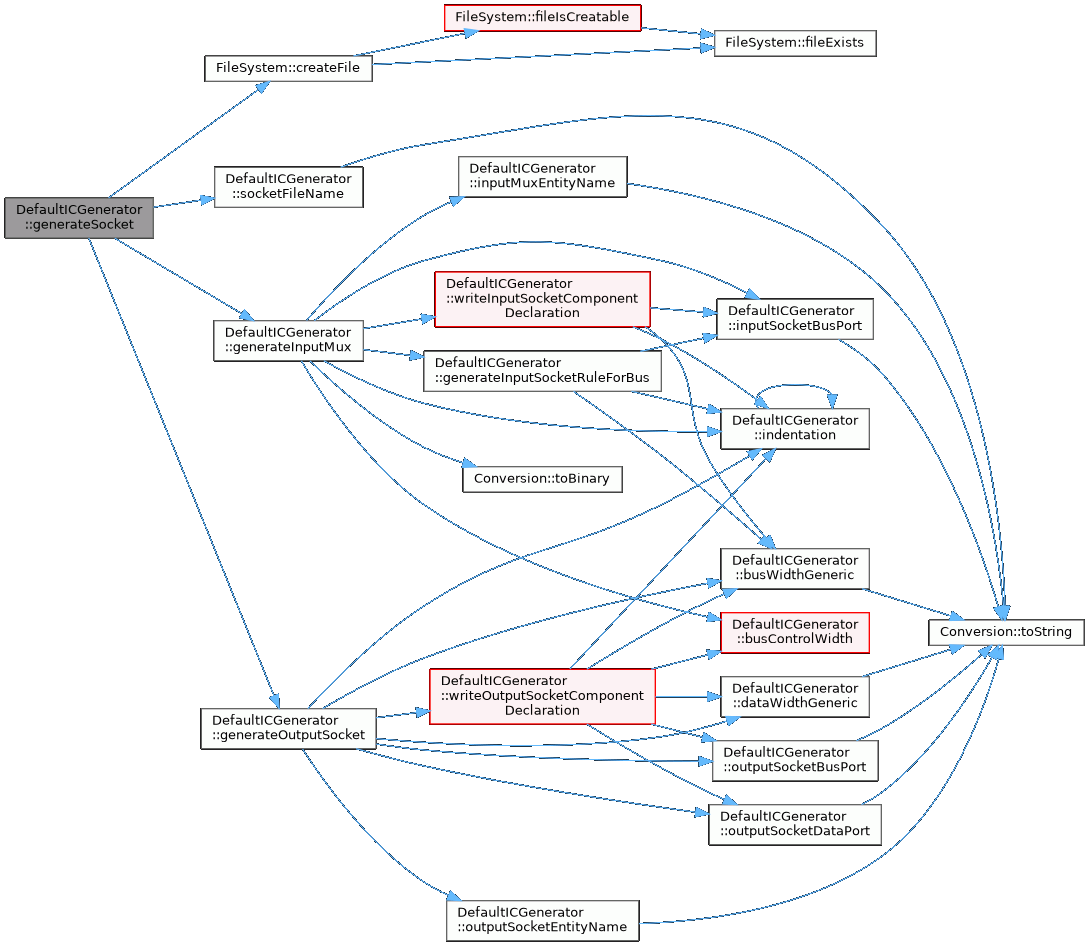 FileSystem::fileIsCreatable
FileSystem::fileExists
FileSystem::createFile
DefaultICGenerator
::inputMuxEntityName
DefaultICGenerator
::socketFileName
DefaultICGenerator
::generateSocket
DefaultICGenerator
::writeInputSocketComponent
Declaration
DefaultICGenerator
::inputSocketBusPort
DefaultICGenerator
::generateInputMux
DefaultICGenerator
::generateInputSocketRuleForBus
DefaultICGenerator
::indentation
Conversion::toBinary
DefaultICGenerator
::busWidthGeneric
DefaultICGenerator
::busControlWidth
Conversion::toString
DefaultICGenerator
::writeOutputSocketComponent
Declaration
DefaultICGenerator
::dataWidthGeneric
DefaultICGenerator
::generateOutputSocket
DefaultICGenerator
::outputSocketBusPort
DefaultICGenerator
::outputSocketDataPort
DefaultICGenerator
::outputSocketEntityName